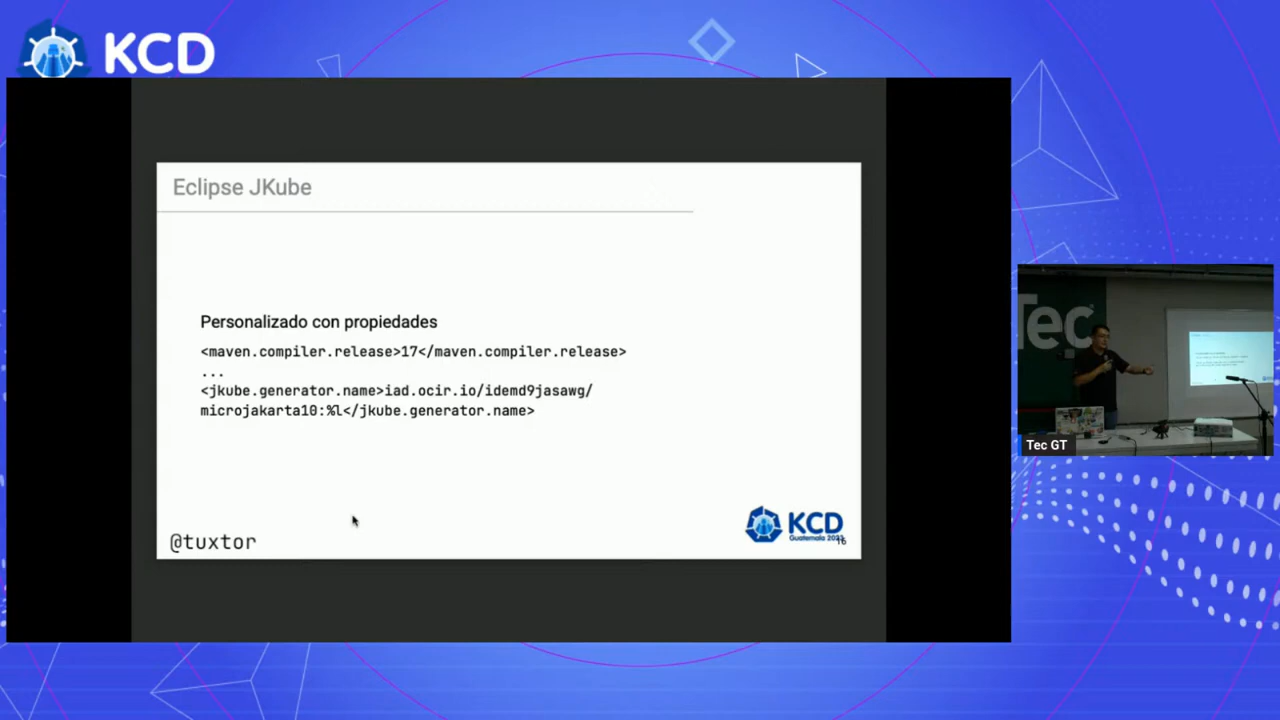 KCD
Eclipse JKube
Personalizado con propiedades
<maven.compiler.release>17</maven.compiler.release>
...
<jkube.generator.name>iad.ocir.io/idemd9jasawg/
microjakarta10:%l</jkube.generator.name>
@tuxtor
KCD
16
Tec
Tec GT